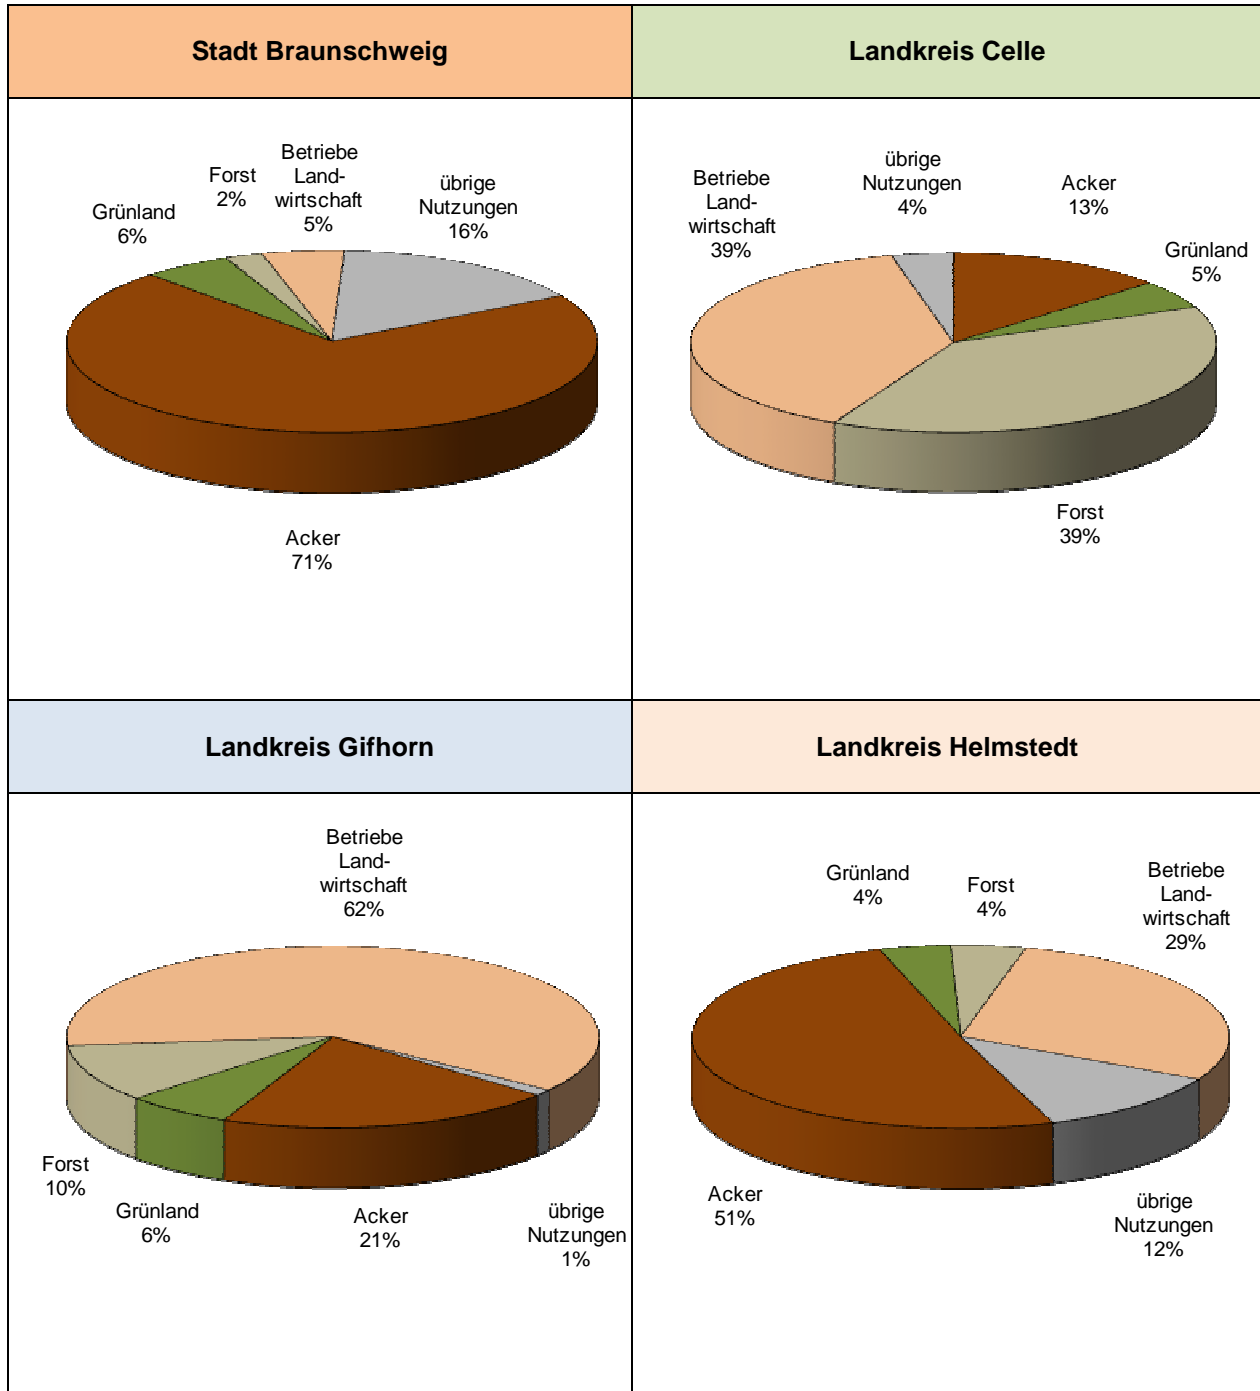 Stadt Braunschweig
Landkreis Celle
Grünland
6%
Forst
2%
Betriebe
Land-
wirtschaft
5%
übrige
Nutzungen
16%
Acker
71%
Betriebe
Land-
wirtschaft
39%
übrige
Nutzungen
4%
Acker
13%
Grünland
5%
Forst
39%
Landkreis Gifhorn
Landkreis Helmstedt
Betriebe
Land-
wirtschaft
62%
Forst
10%
Grünland
6%
Acker
21%
übrige
Nutzungen
1%
Grünland
4%
Forst
4%
Betriebe
Land-
wirtschaft
29%
Acker
51%
übrige
Nutzungen
12%